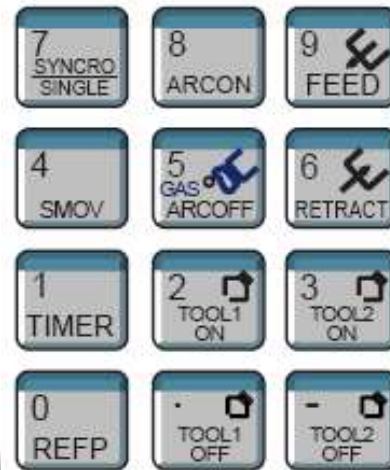 7
SYNCRO
SINGLE
8
ARCON
9
FEED
4
SMOV
5
GAS
ARCOFF
6
RETRACT
1
TIMER
2
TOOL1
ON
3
TOOL2
ON
0
REFP
.
TOOL1
OFF
-
TOOL2
OFF